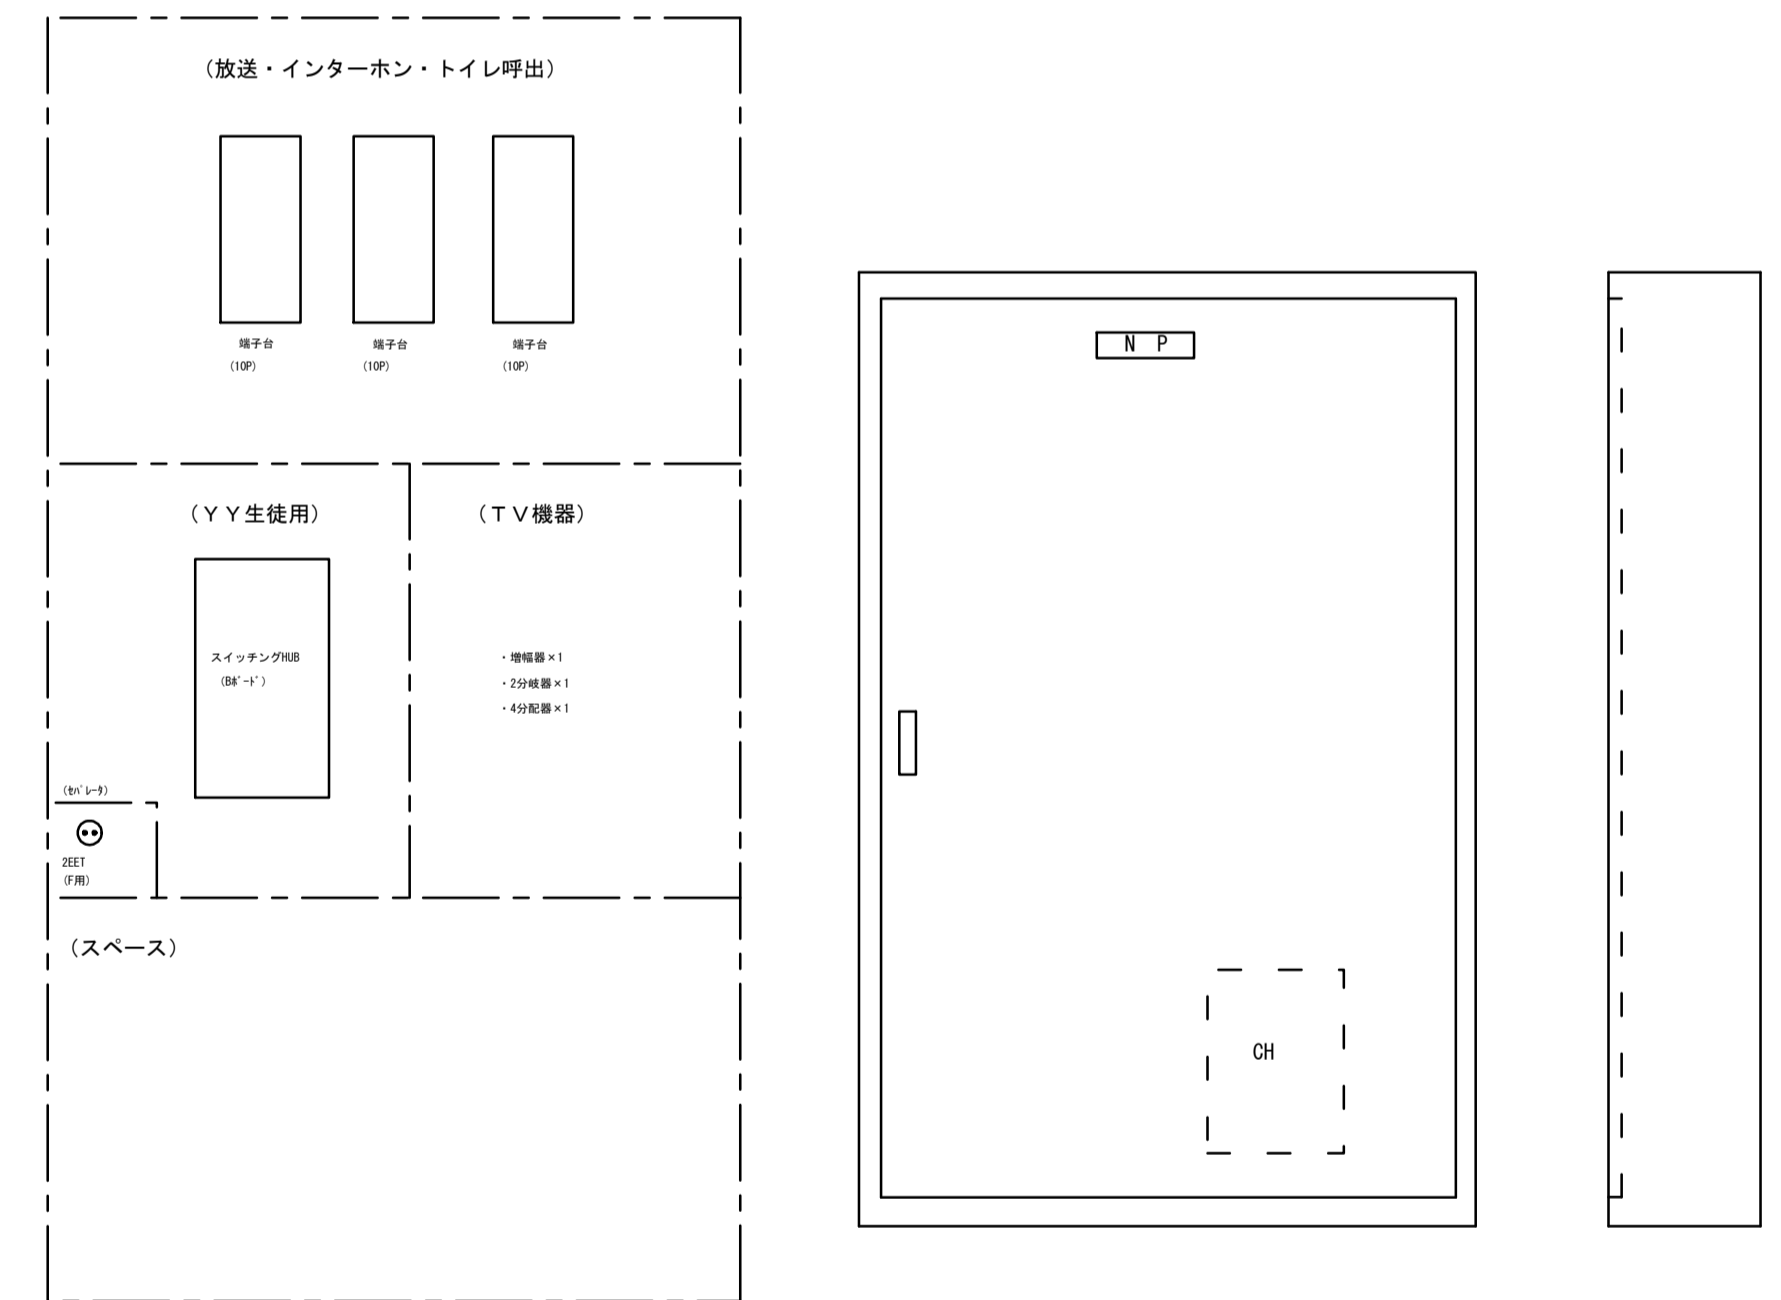 （放送・インターホン・トイレ呼出）
端子台
(10P)
端子台
(10P)
端子台
(10P)
（ＹＹ生徒用）
スイッチングHUB
(Bﾎﾞｰﾄﾞ)
（ＴＶ機器）
・増幅器×1
・2分岐器×1
・4分配器×1
(ｾﾊﾟﾚｰﾀ)
2EET
(F用)
（スペース）
N P
CH